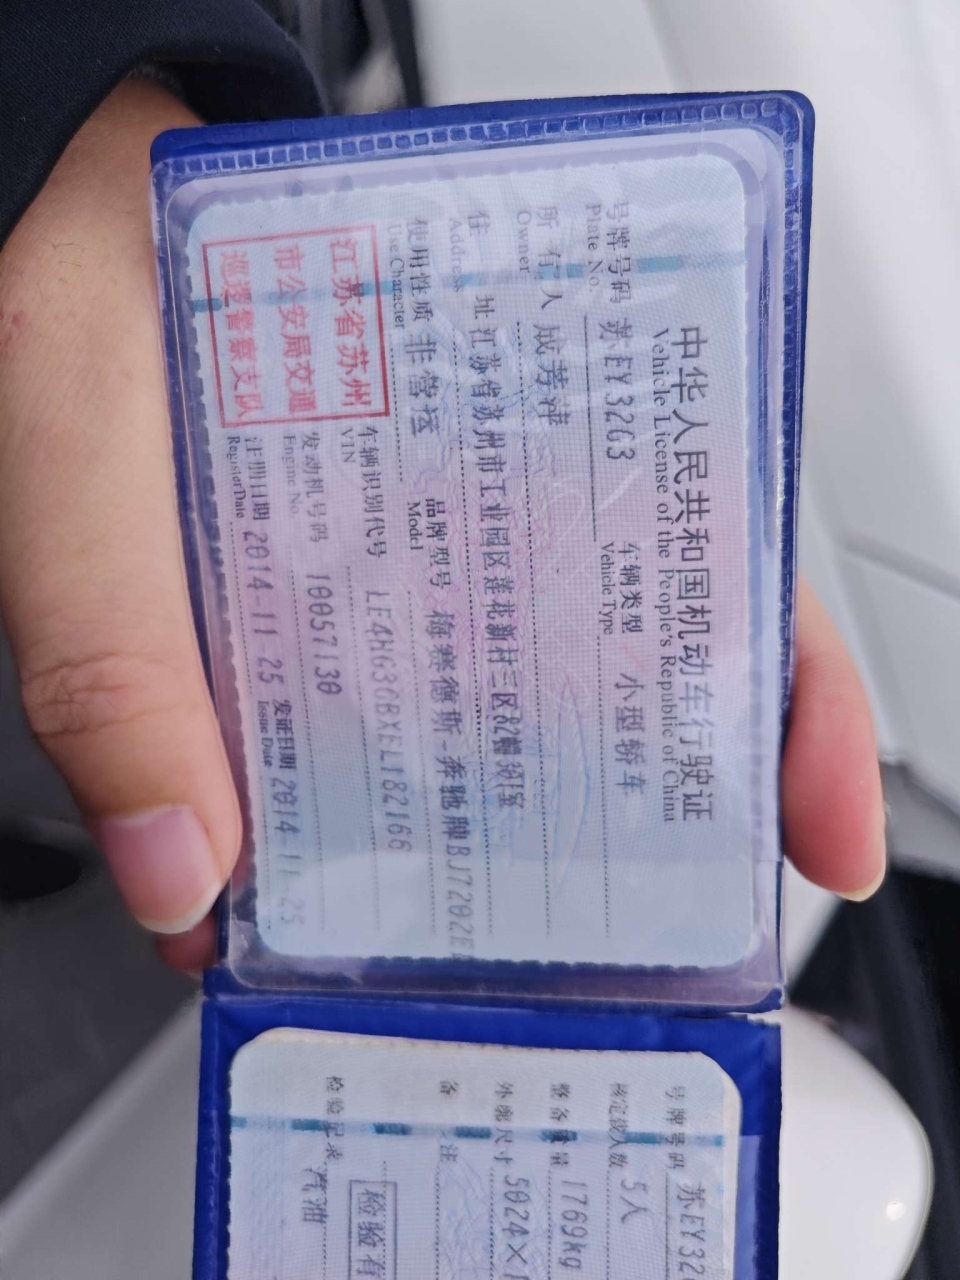 中华人民共和国机动车行驶证
Vehicle License of the People's Republic of China
号牌号码 苏EY32G3 车辆类型 小型轿车
Plate No. Vehicle Type
所有人 成芳萍
Owner
住址 江苏省苏州市工业园区莲花新村三区82幢
Address
使用性质 非营运 品牌型号 梅赛德斯-奔驰牌BJ7202E
Use Character Model
江苏省苏州
市公安局交通
巡逻警察支队
车辆识别代号 LE4HG3GBXEL182166
VIN
发动机号码 10057130
Engine No.
注册日期 2014-11-25 发证日期 2014-11-25
Register Date Issue Date
号牌号码 苏EY32
核定载人数 5人
整备质量 1769kg
外廓尺寸 5024×1
备注
检验有
检验记录 汽油